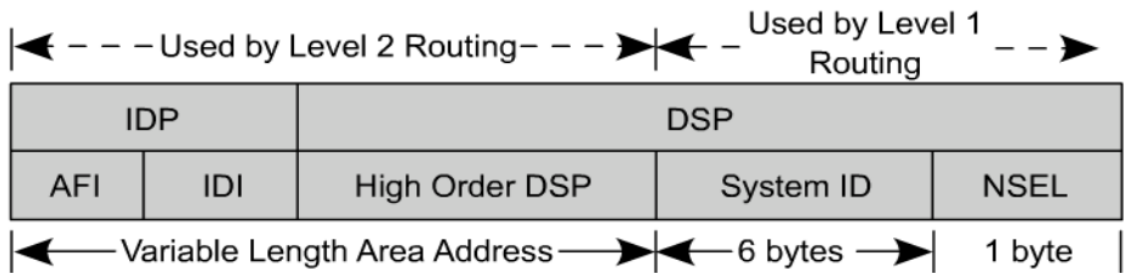 Used by Level 2 Routing
Used by Level 1
Routing
IDP
DSP
AFI
IDI
High Order DSP
System ID
NSEL
Variable Length Area Address
6 bytes
1 byte